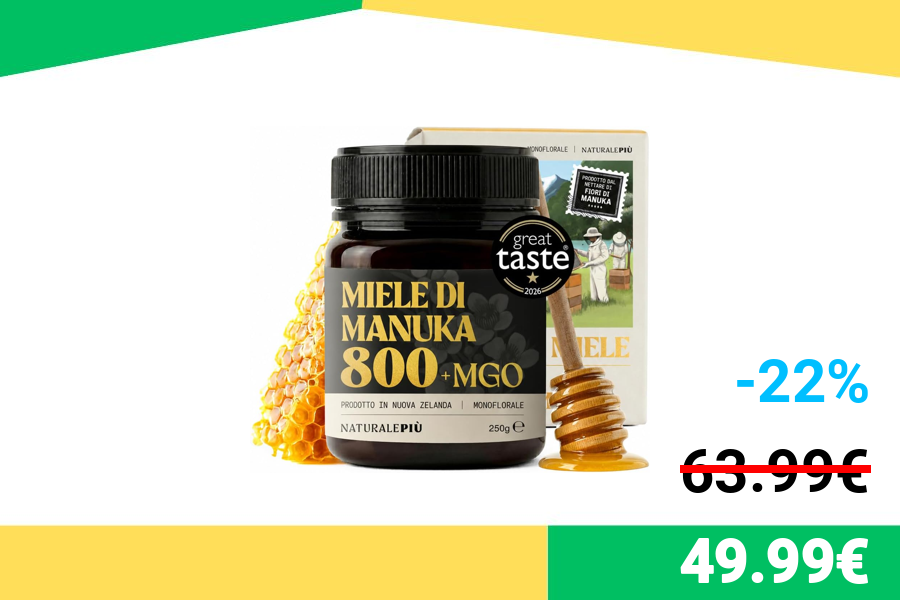 MONOFLORALE | NATURALEPIÙ
PRODOTTO DAL
NETTARE DI
FIORI DI
MANUKA
great
taste®
2026
MIELE DI
MANUKA
800+MGO
PRODOTTO IN NUOVA ZELANDA | MONOFLORALE
NATURALEPIÙ
250g ℮
MIELE
-22%
63.99€
49.99€